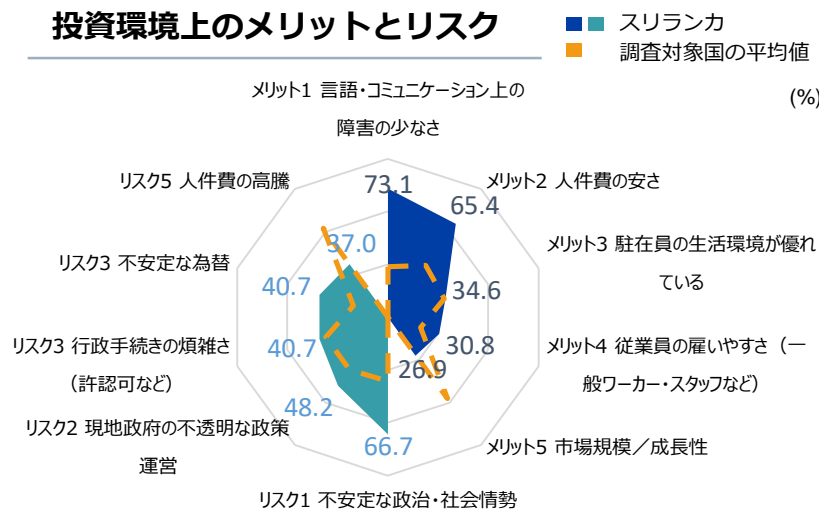 投資環境上のメリットとリスク
スリランカ
調査対象国の平均値
(%)
メリット1 言語・コミュニケーション上の
障害の少なさ
リスク5 人件費の高騰
メリット2 人件費の安さ
73.1
65.4
37.0
メリット3 駐在員の生活環境が優れ
ている
リスク3 不安定な為替
40.7
34.6
リスク3 行政手続きの煩雑さ
（許認可など）
40.7
30.8
メリット4 従業員の雇いやすさ（一
般ワーカー・スタッフなど）
26.9
48.2
リスク2 現地政府の不透明な政策
運営
66.7
メリット5 市場規模／成長性
リスク1 不安定な政治・社会情勢